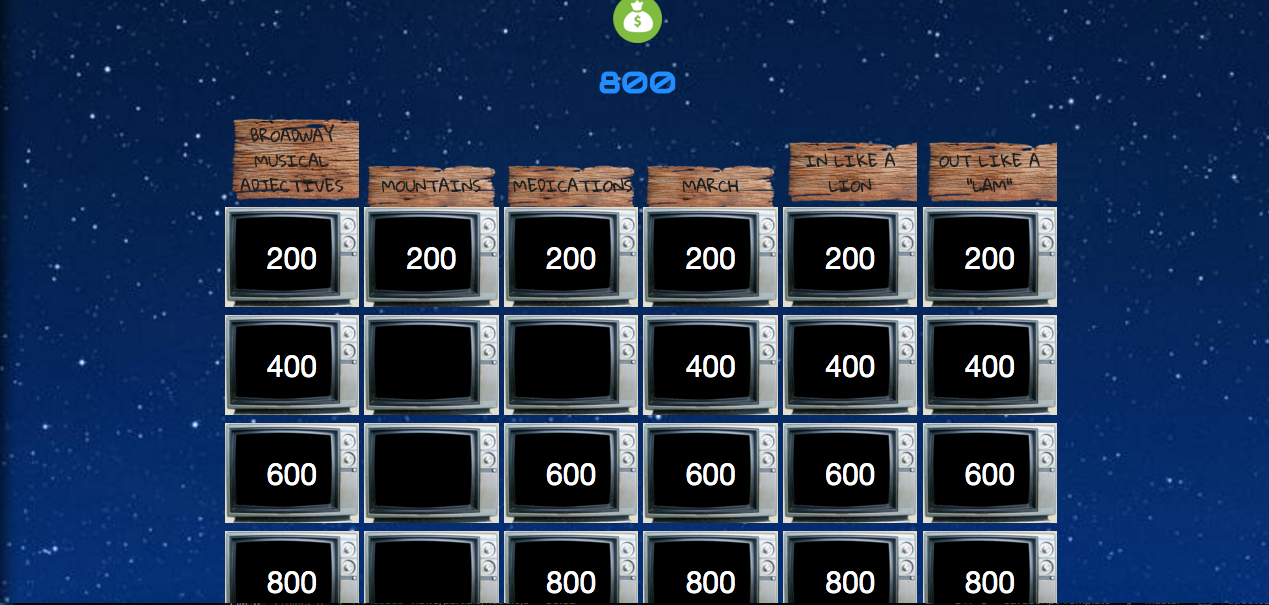 $
800
BROADWAY
MUSICAL
ADJECTIVES
MOUNTAINS
MEDICATIONS
MARCH
IN LIKE A
LION
OUT LIKE A
"LAM"
200 200 200 200 200 200
400 400 400 400
600 600 600 600 600
800 800 800 800 800